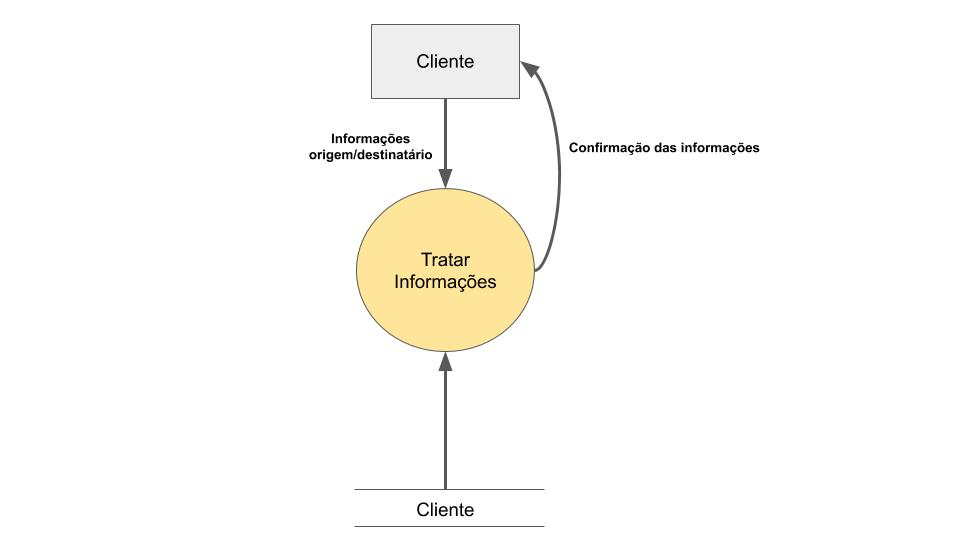 Cliente
Informações
origem/destinatário
Confirmação das informações
Tratar
Informações
Cliente